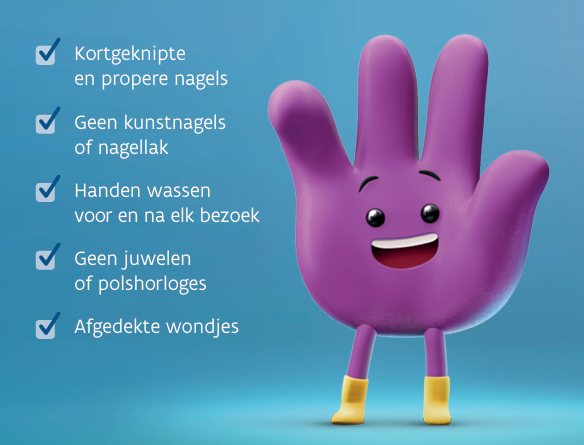 Kortgeknipte
en propere nagels
Geen kunstnagels
of nagellak
Handen wassen
voor en na elk bezoek
Geen juwelen
of polshorloges
Afgedekte wondjes